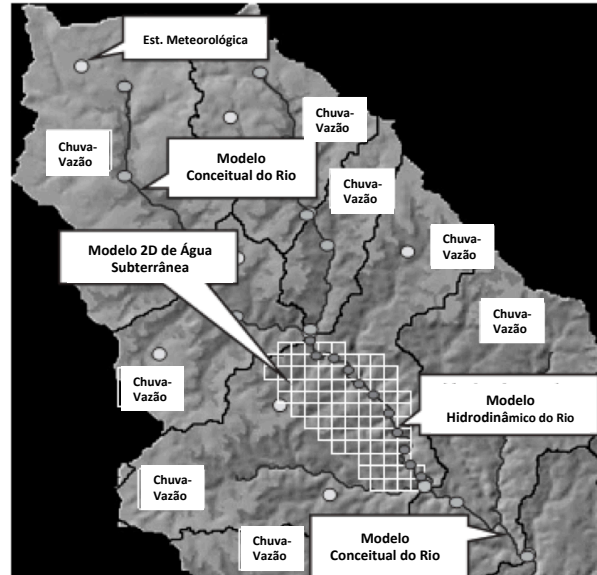 Est. Meteorológica
Chuva-
Vazão
Chuva-
Vazão
Modelo
Conceitual do Rio
Chuva-
Vazão
Modelo 2D de Água
Subterrânea
Chuva-
Vazão
Chuva-
Vazão
Chuva-
Vazão
Modelo
Hidrodinâmico do Rio
Chuva-
Vazão
Chuva-
Vazão
Modelo
Conceitual do Rio